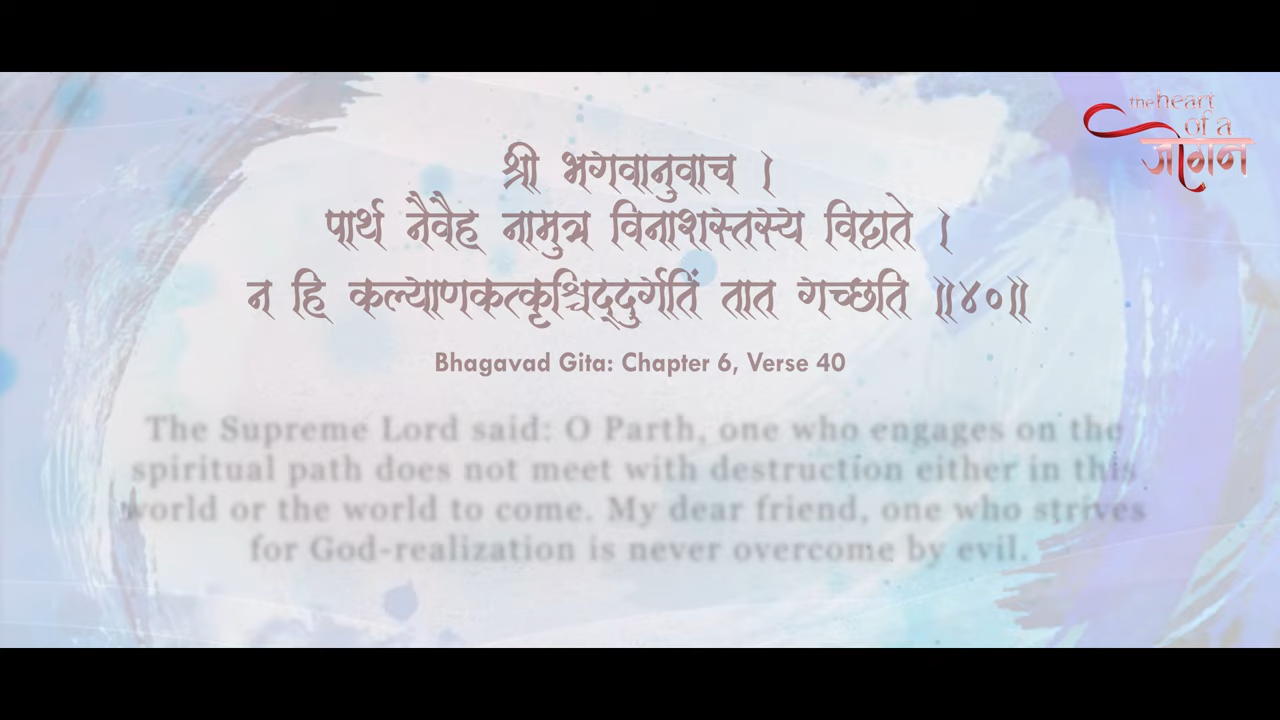 the heart
of a
जोगन
श्री भगवानुवाच ।
पार्थ नैवेह नामुत्र विनाशस्तस्य विद्यते ।
न हि कल्याणकृत्कश्चिद्दुर्गतिं तात गच्छति ॥४०॥
Bhagavad Gita: Chapter 6, Verse 40
The Supreme Lord said: O Parth, one who engages on the
spiritual path does not meet with destruction either in this
world or the world to come. My dear friend, one who strives
for God-realization is never overcome by evil.